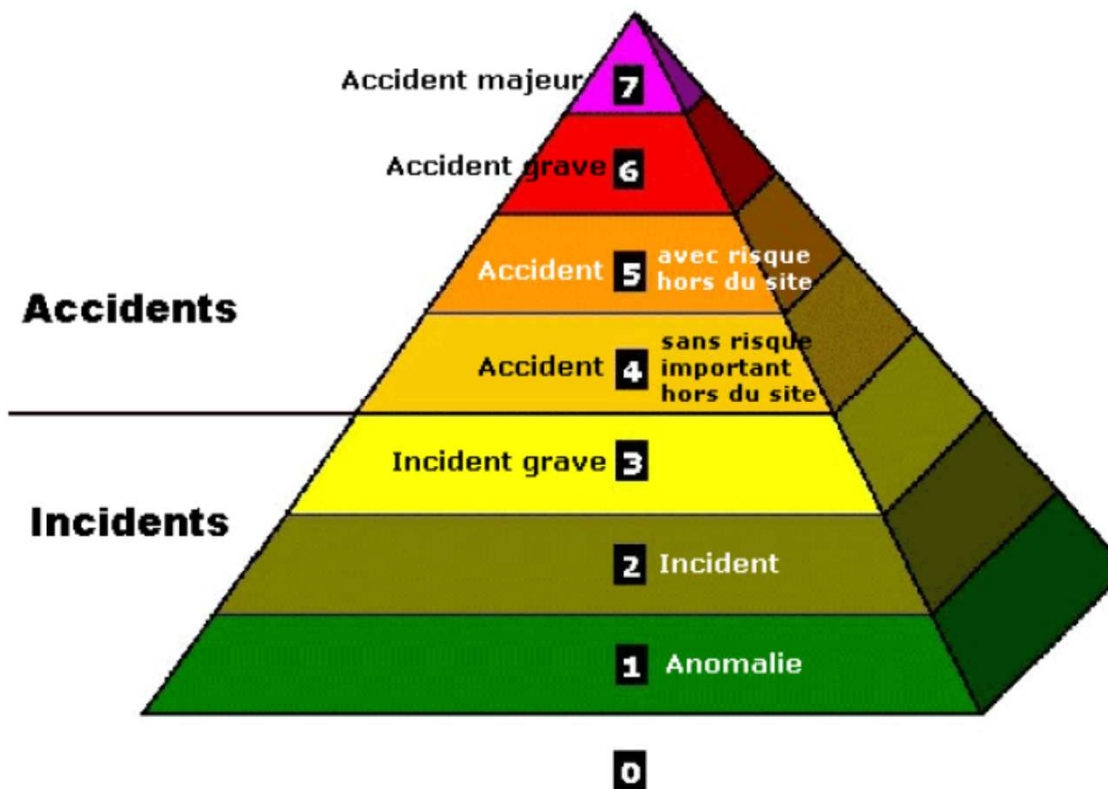 Accident majeur 7
Accident grave 6
Accident 5 avec risque
hors du site
Accidents
Accident 4 sans risque
important
hors du site
Incident grave 3
Incidents
2 Incident
1 Anomalie
0